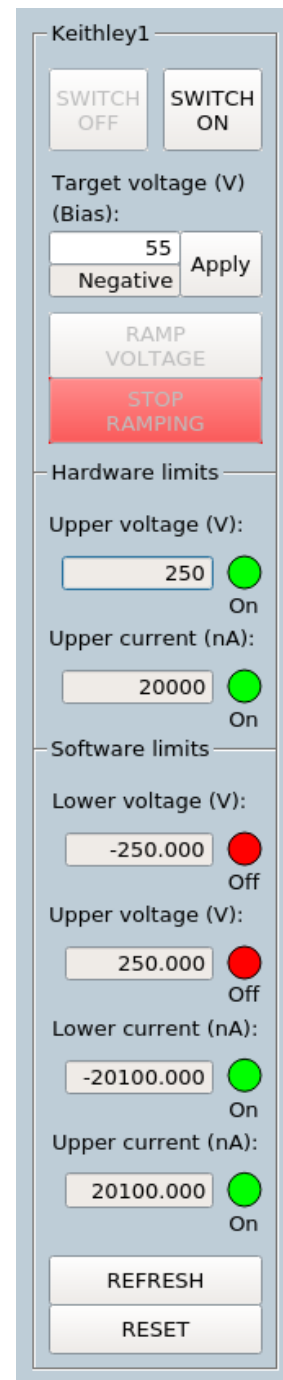 Keithley1
SWITCH OFF
SWITCH ON
Target voltage (V)
(Bias):
55
Negative
Apply
RAMP
VOLTAGE
STOP
RAMPING
Hardware limits
Upper voltage (V):
250
On
Upper current (nA):
20000
On
Software limits
Lower voltage (V):
-250.000
Off
Upper voltage (V):
250.000
Off
Lower current (nA):
-20100.000
On
Upper current (nA):
20100.000
On
REFRESH
RESET